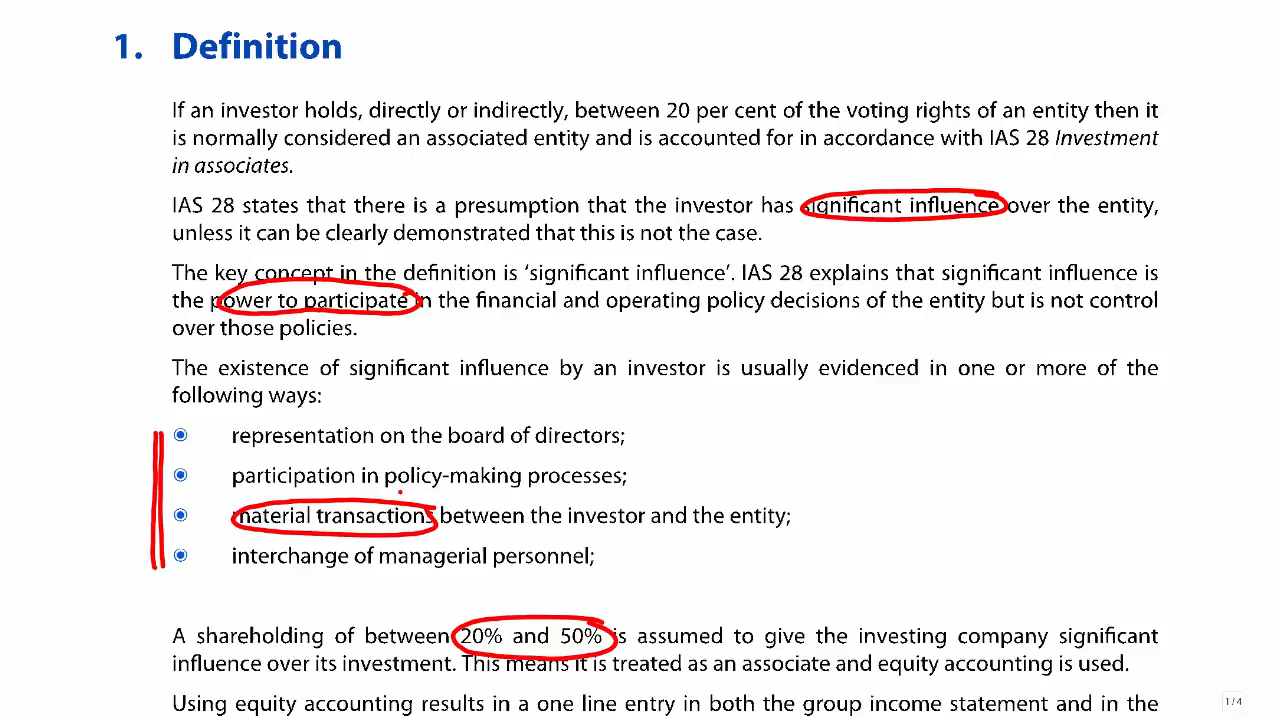 1. Definition
If an investor holds, directly or indirectly, between 20 per cent of the voting rights of an entity then it
is normally considered an associated entity and is accounted for in accordance with IAS 28 Investment
in associates.
IAS 28 states that there is a presumption that the investor has significant influence over the entity,
unless it can be clearly demonstrated that this is not the case.
The key concept in the definition is ‘significant influence’. IAS 28 explains that significant influence is
the power to participate in the financial and operating policy decisions of the entity but is not control
over those policies.
The existence of significant influence by an investor is usually evidenced in one or more of the
following ways:
representation on the board of directors;
participation in policy-making processes;
material transactions between the investor and the entity;
interchange of managerial personnel;
A shareholding of between 20% and 50% is assumed to give the investing company significant
influence over its investment. This means it is treated as an associate and equity accounting is used.
Using equity accounting results in a one line entry in both the group income statement and in the
1/4